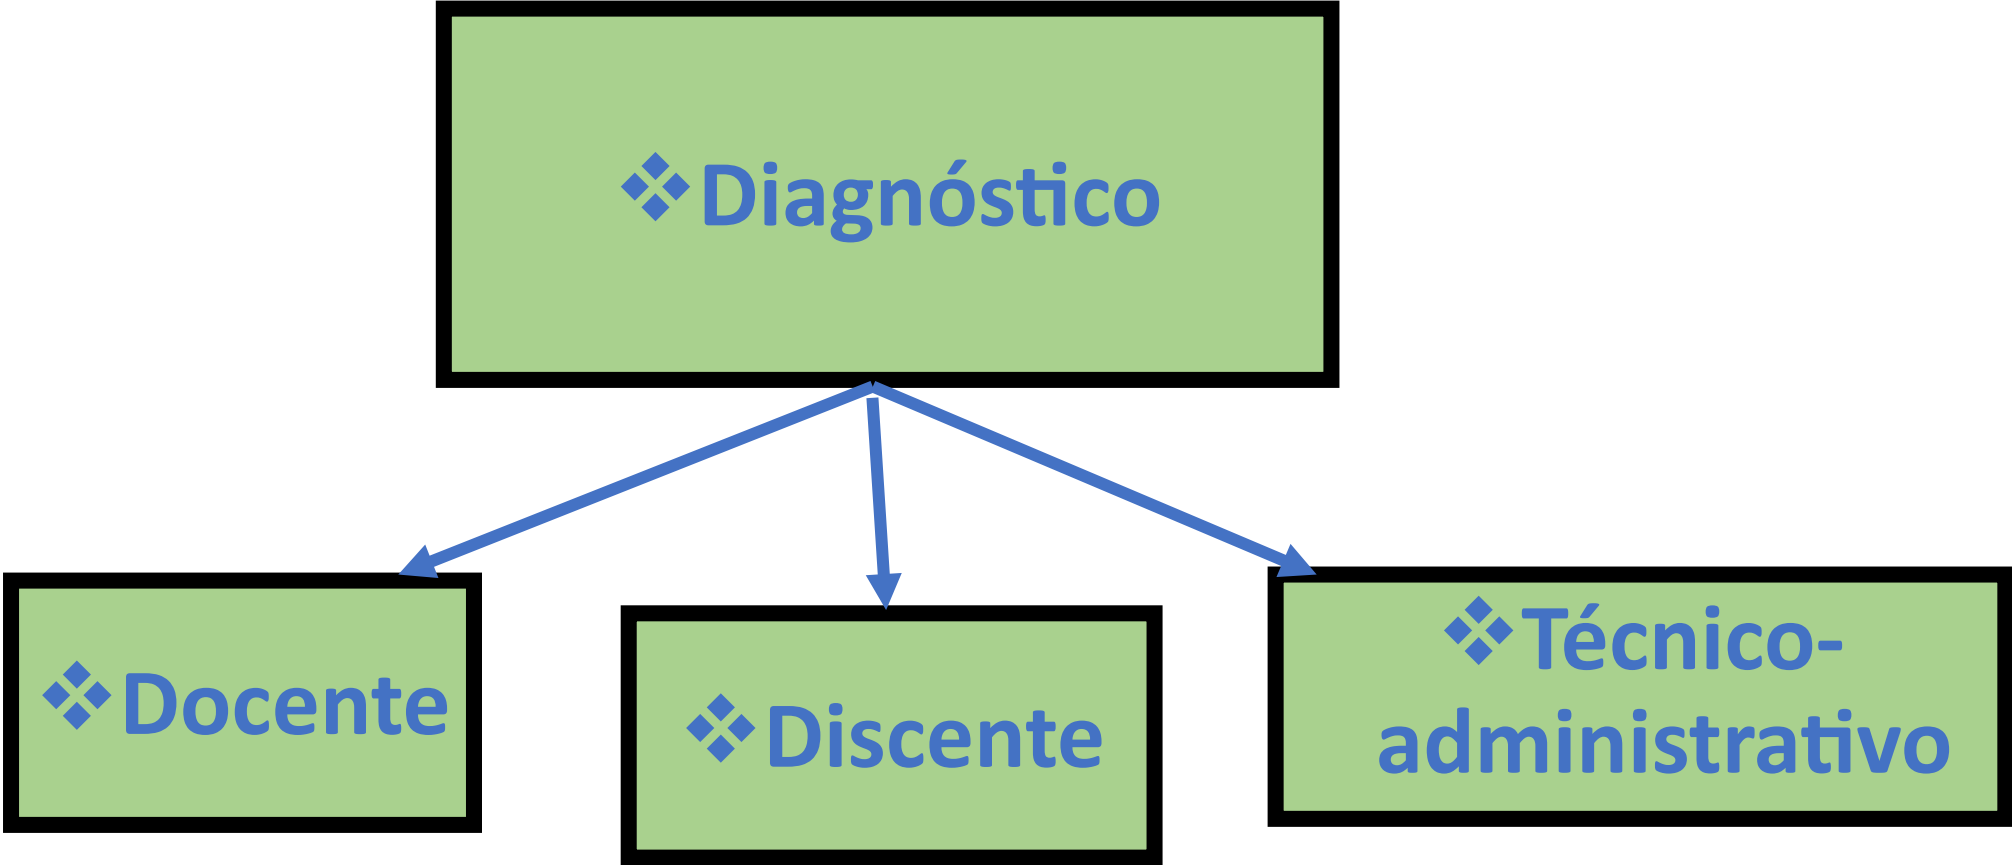 ❖Diagnóstico
❖Docente
❖Discente
❖Técnico-
administrativo